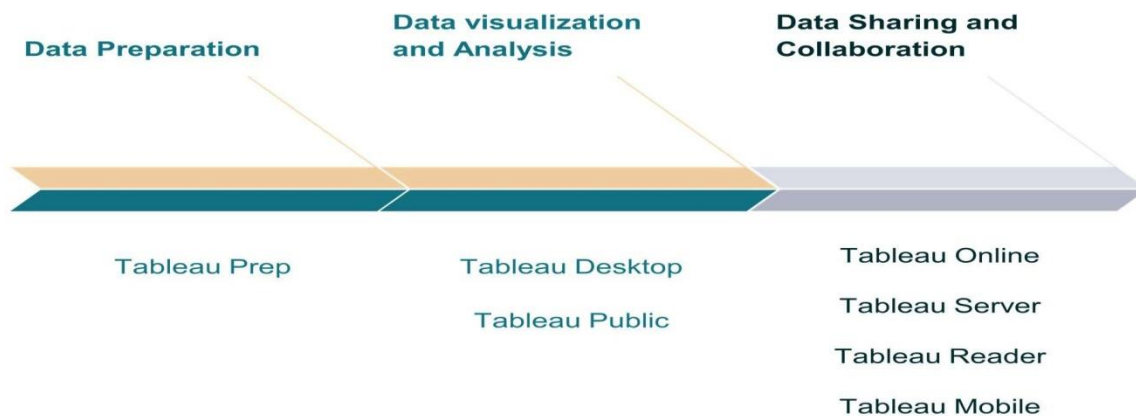 Data Preparation
Data visualization
and Analysis
Data Sharing and
Collaboration
Tableau Prep
Tableau Desktop
Tableau Public
Tableau Online
Tableau Server
Tableau Reader
Tableau Mobile